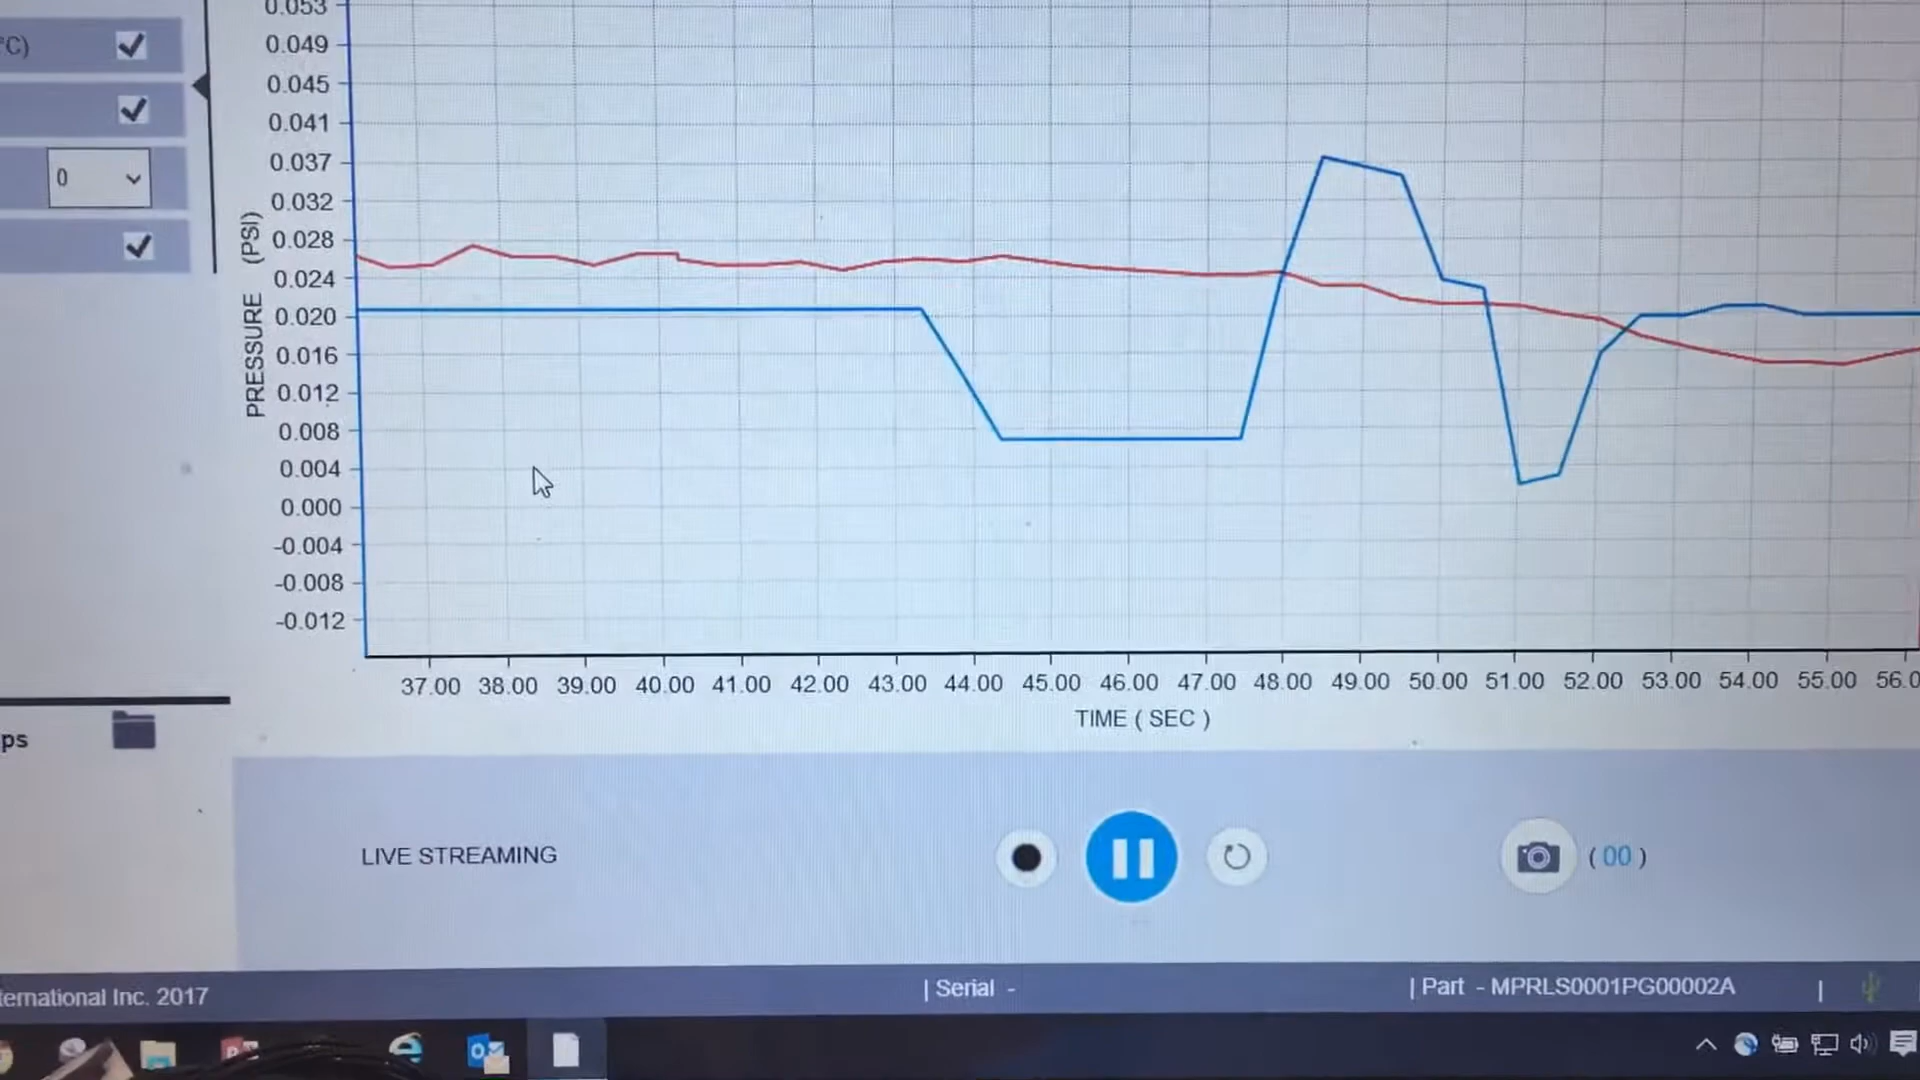 0.053
°C)
0.049
0.045
0.041
0.037
0
0.032
0.028
0.024
0.020
0.016
0.012
0.008
0.004
0.000
-0.004
-0.008
-0.012
PRESSURE (PSI)
37.00 38.00 39.00 40.00 41.00 42.00 43.00 44.00 45.00 46.00 47.00 48.00 49.00 50.00 51.00 52.00 53.00 54.00 55.00 56.0
TIME ( SEC )
ps
LIVE STREAMING
( 00 )
ternational Inc. 2017
| Serial -
| Part - MPRLS0001PG00002A |